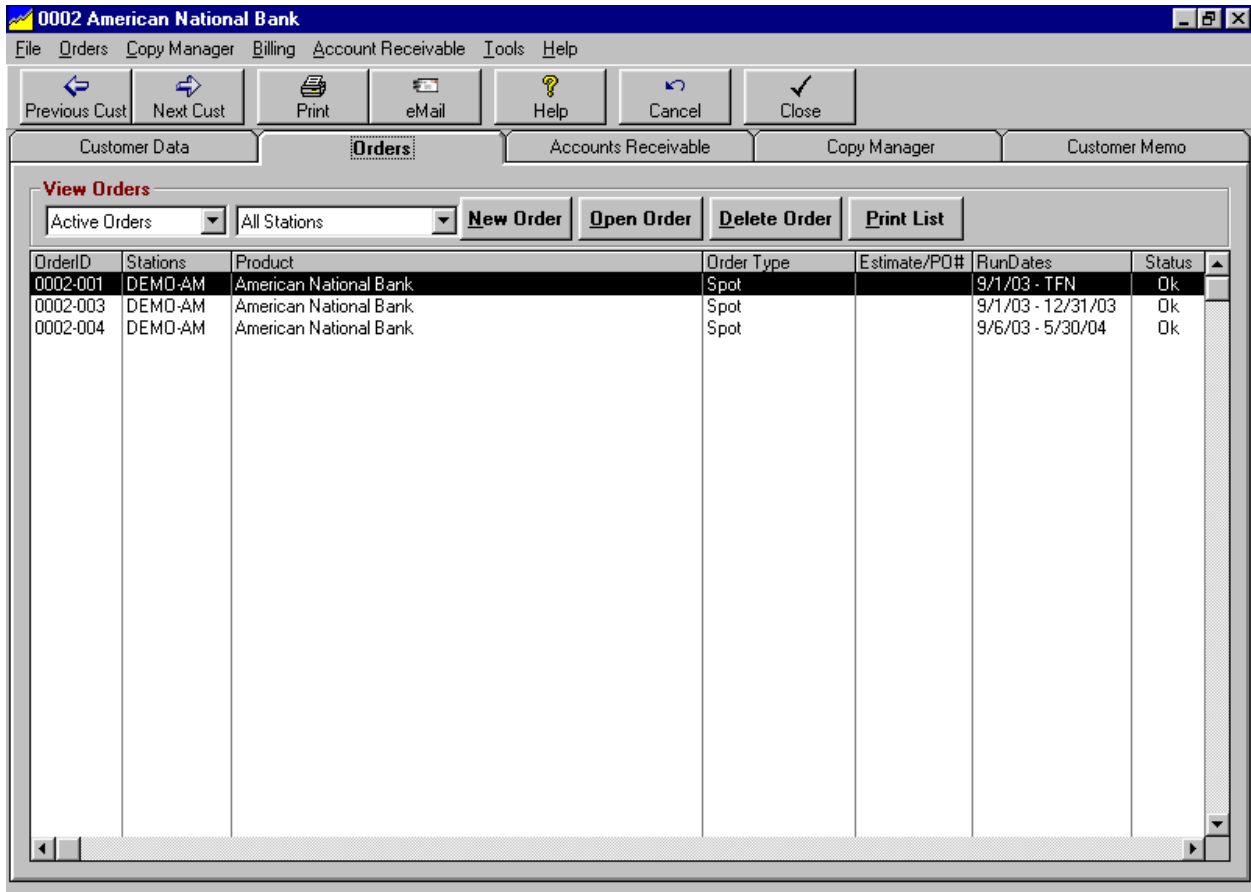 0002 American National Bank
File Orders Copy Manager Billing Account Receivable Tools Help
Previous Cust Next Cust Print eMail Help Cancel Close
Customer Data Orders Accounts Receivable Copy Manager Customer Memo
View Orders
Active Orders All Stations New Order Open Order Delete Order Print List
OrderID Stations Product Order Type Estimate/PO# RunDates Status
0002-001 DEMO-AM American National Bank Spot 9/1/03 - TFN Ok
0002-003 DEMO-AM American National Bank Spot 9/1/03 - 12/31/03 Ok
0002-004 DEMO-AM American National Bank Spot 9/6/03 - 5/30/04 Ok